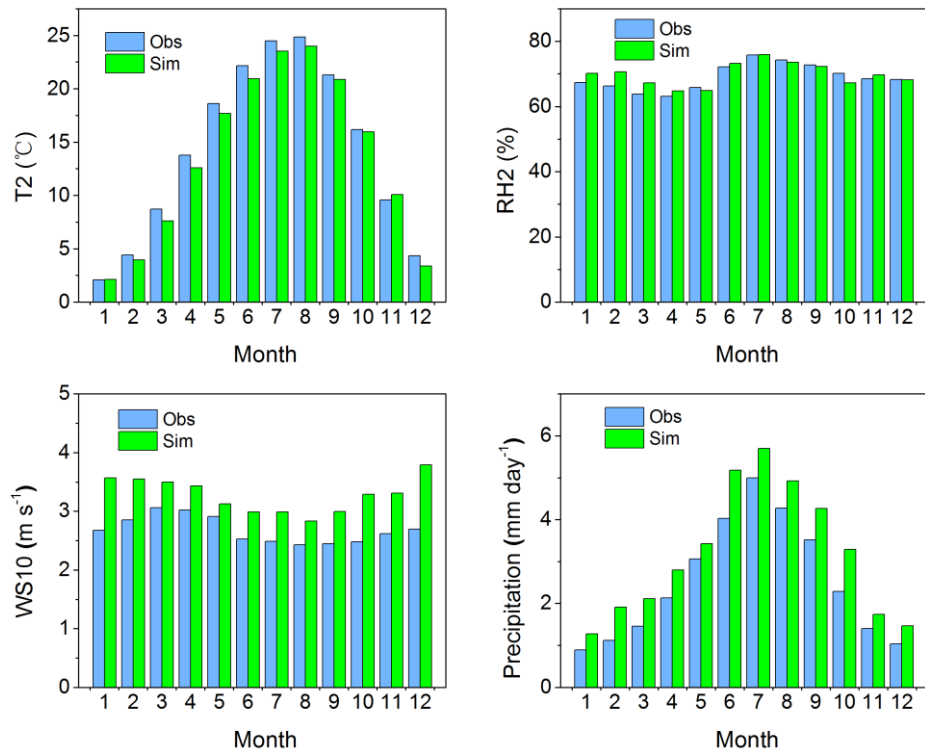 T2 (℃)
25
20
15
10
5
0
Obs
Sim
1 2 3 4 5 6 7 8 9 10 11 12
Month
RH2 (%)
80
60
40
20
0
Obs
Sim
1 2 3 4 5 6 7 8 9 10 11 12
Month
WS10 (m s⁻¹)
5
4
3
2
1
0
Obs
Sim
1 2 3 4 5 6 7 8 9 10 11 12
Month
Precipitation (mm day⁻¹)
6
4
2
0
Obs
Sim
1 2 3 4 5 6 7 8 9 10 11 12
Month